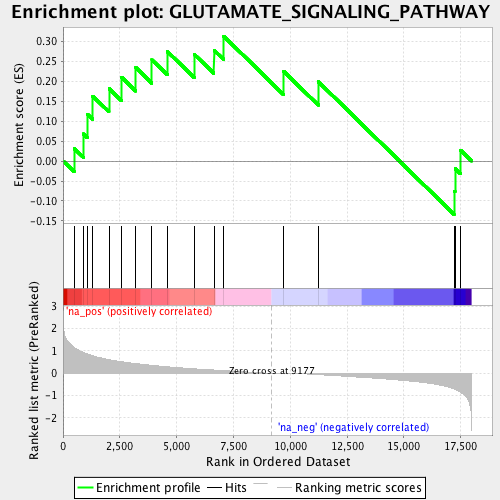 Enrichment plot: GLUTAMATE_SIGNALING_PATHWAY
Enrichment score (ES)
0.30
0.25
0.20
0.15
0.10
0.05
0.00
-0.05
-0.10
-0.15
'na_pos' (positively correlated)
Ranked list metric (PreRanked)
3
2
1
0
-1
-2
Zero cross at 9177
'na_neg' (negatively correlated)
0
2,500
5,000
7,500
10,000
12,500
15,000
17,500
Rank in Ordered Dataset
Enrichment profile
Hits
Ranking metric scores